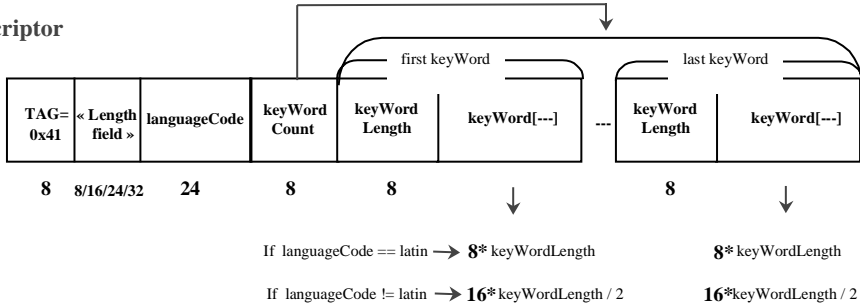 criptor
first keyWord
last keyWord
TAG= 0x41
« Length field »
languageCode
keyWord Count
keyWord Length
keyWord[---]
---
keyWord Length
keyWord[---]
8 8/16/24/32 24 8 8 8
If languageCode == latin 8* keyWordLength 8* keyWordLength
If languageCode != latin 16* keyWordLength / 2 16*keyWordLength / 2